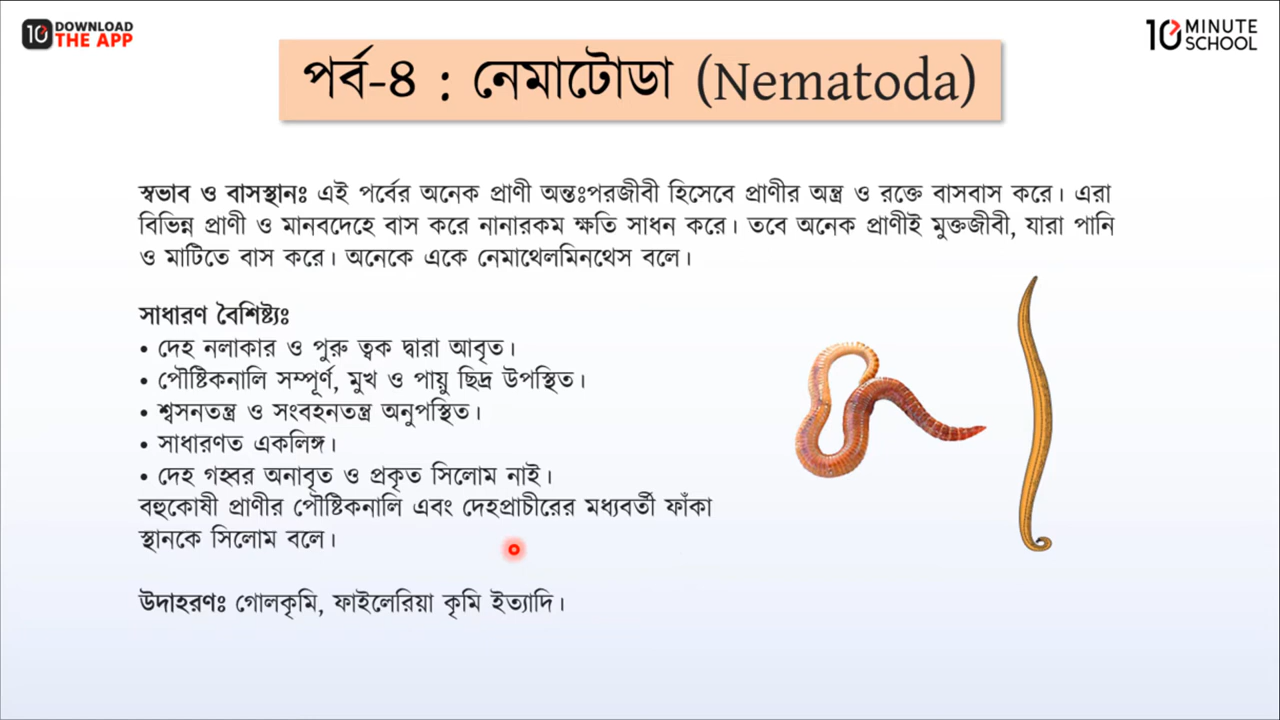 10 DOWNLOAD THE APP
10 MINUTE SCHOOL
পর্ব-৪ : নেমাটোডা (Nematoda)
স্বভাব ও বাসস্থানঃ এই পর্বের অনেক প্রাণী অন্তঃপরজীবী হিসেবে প্রাণীর অন্ত্র ও রক্তে বাসবাস করে। এরা
বিভিন্ন প্রাণী ও মানবদেহে বাস করে নানারকম ক্ষতি সাধন করে। তবে অনেক প্রাণীই মুক্তজীবী, যারা পানি
ও মাটিতে বাস করে। অনেকে একে নেমাথেলমিনথেস বলে।
সাধারণ বৈশিষ্ট্যঃ
• দেহ নলাকার ও পুরু ত্বক দ্বারা আবৃত।
• পৌষ্টিকনালি সম্পূর্ণ, মুখ ও পায়ু ছিদ্র উপস্থিত।
• শ্বসনতন্ত্র ও সংবহনতন্ত্র অনুপস্থিত।
• সাধারণত একলিঙ্গ।
• দেহ গহ্বর অনাবৃত ও প্রকৃত সিলোম নাই।
বহুকোষী প্রাণীর পৌষ্টিকনালি এবং দেহপ্রাচীরের মধ্যবর্তী ফাঁকা
স্থানকে সিলোম বলে।
উদাহরণঃ গোলকৃমি, ফাইলেরিয়া কৃমি ইত্যাদি।